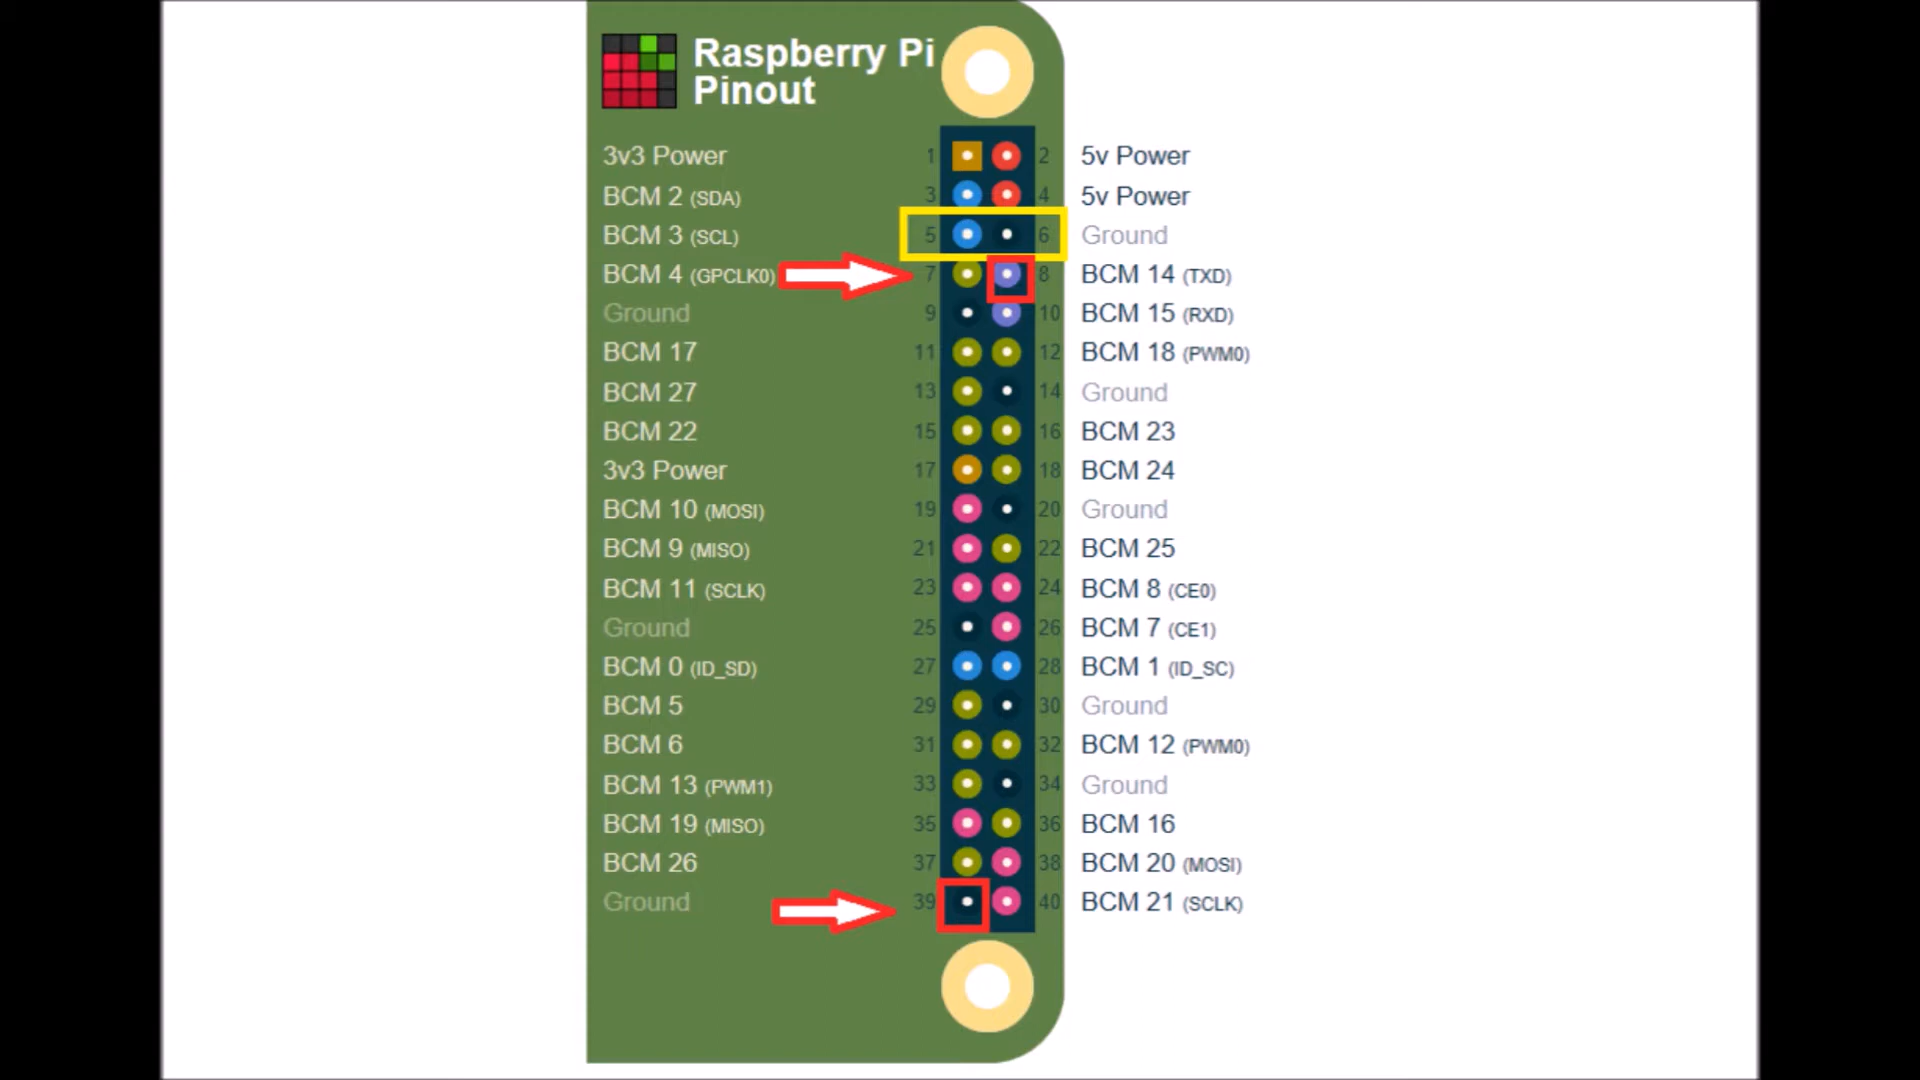 Raspberry Pi
Pinout
3v3 Power 1 2 5v Power
BCM 2 (SDA) 3 4 5v Power
BCM 3 (SCL) 5 6 Ground
BCM 4 (GPCLK0) 7 8 BCM 14 (TXD)
Ground 9 10 BCM 15 (RXD)
BCM 17 11 12 BCM 18 (PWM0)
BCM 27 13 14 Ground
BCM 22 15 16 BCM 23
3v3 Power 17 18 BCM 24
BCM 10 (MOSI) 19 20 Ground
BCM 9 (MISO) 21 22 BCM 25
BCM 11 (SCLK) 23 24 BCM 8 (CE0)
Ground 25 26 BCM 7 (CE1)
BCM 0 (ID_SD) 27 28 BCM 1 (ID_SC)
BCM 5 29 30 Ground
BCM 6 31 32 BCM 12 (PWM0)
BCM 13 (PWM1) 33 34 Ground
BCM 19 (MISO) 35 36 BCM 16
BCM 26 37 38 BCM 20 (MOSI)
Ground 39 40 BCM 21 (SCLK)